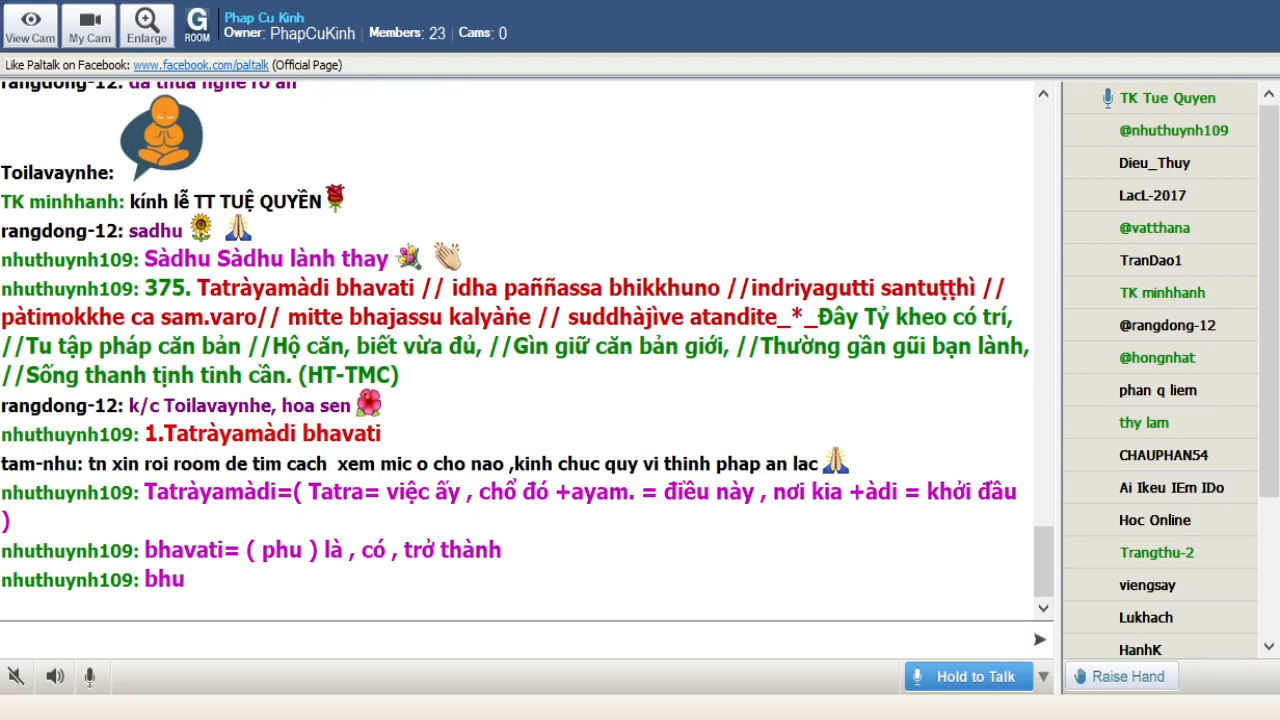 View Cam
My Cam
Enlarge
G
ROOM
Phap Cu Kinh
Owner: PhapCuKinh | Members: 23 | Cams: 0
Like Paltalk on Facebook: www.facebook.com/paltalk (Official Page)
rangdong-12: da thua nghe ro an
Toilavaynhe:
TK minhhanh: kính lễ TT TUỆ QUYỀN
rangdong-12: sadhu
nhuthuynh109: Sàdhu Sàdhu lành thay
nhuthuynh109: 375. Tatràyamàdi bhavati // idha paññassa bhikkhuno //indriyagutti santuṭṭhì //
pàtimokkhe ca sam.varo// mitte bhajassu kalyàṅe // suddhàjìve atandite_*_Đây Tỷ kheo có trí,
//Tu tập pháp căn bản //Hộ căn, biết vừa đủ, //Gìn giữ căn bản giới, //Thường gần gũi bạn lành,
//Sống thanh tịnh tinh cần. (HT-TMC)
rangdong-12: k/c Toilavaynhe, hoa sen
nhuthuynh109: 1.Tatràyamàdi bhavati
tam-nhu: tn xin roi room de tim cach  xem mic o cho nao ,kinh chuc quy vi thinh phap an lac
nhuthuynh109: Tatràyamàdi=( Tatra= việc ấy , chổ đó +ayam. = điều này , nơi kia +àdi = khởi đầu
)
nhuthuynh109: bhavati= ( phu ) là , có , trở thành
nhuthuynh109: bhu
Hold to Talk
TK Tue Quyen
@nhuthuynh109
Dieu_Thuy
LacL-2017
@vatthana
TranDao1
TK minhhanh
@rangdong-12
@hongnhat
phan q liem
thy lam
CHAUPHAN54
Ai Ikeu IEm IDo
Hoc Online
Trangthu-2
viengsay
Lukhach
HanhK
Raise Hand